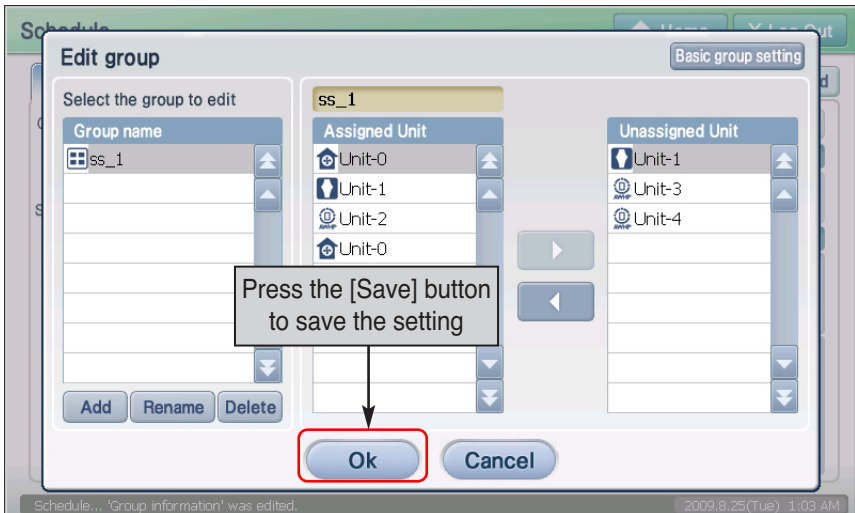 Schedule
Home
X Log Out
Edit group
Basic group setting
Select the group to edit
Group name
ss_1
ss_1
Assigned Unit
Unit-0
Unit-1
Unit-2
Unit-0
Unassigned Unit
Unit-1
Unit-3
Unit-4
Press the [Save] button
to save the setting
Add
Rename
Delete
Ok
Cancel
Schedule... 'Group information' was edited.
2009.8.25(Tue) 1:03 AM